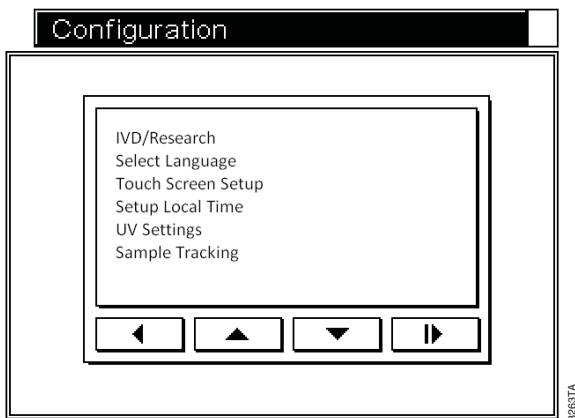 Configuration
IVD/Research
Select Language
Touch Screen Setup
Setup Local Time
UV Settings
Sample Tracking